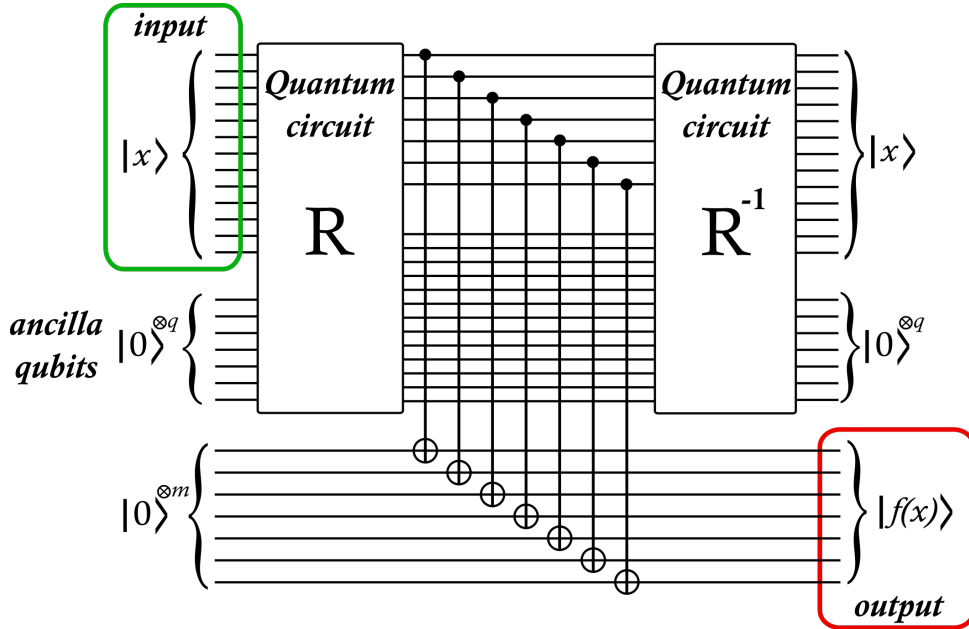 input
|x⟩
Quantum
circuit
R
Quantum
circuit
R⁻¹
|x⟩
ancilla
qubits
|0⟩⊗q
|0⟩⊗q
|0⟩⊗m
|f(x)⟩
output